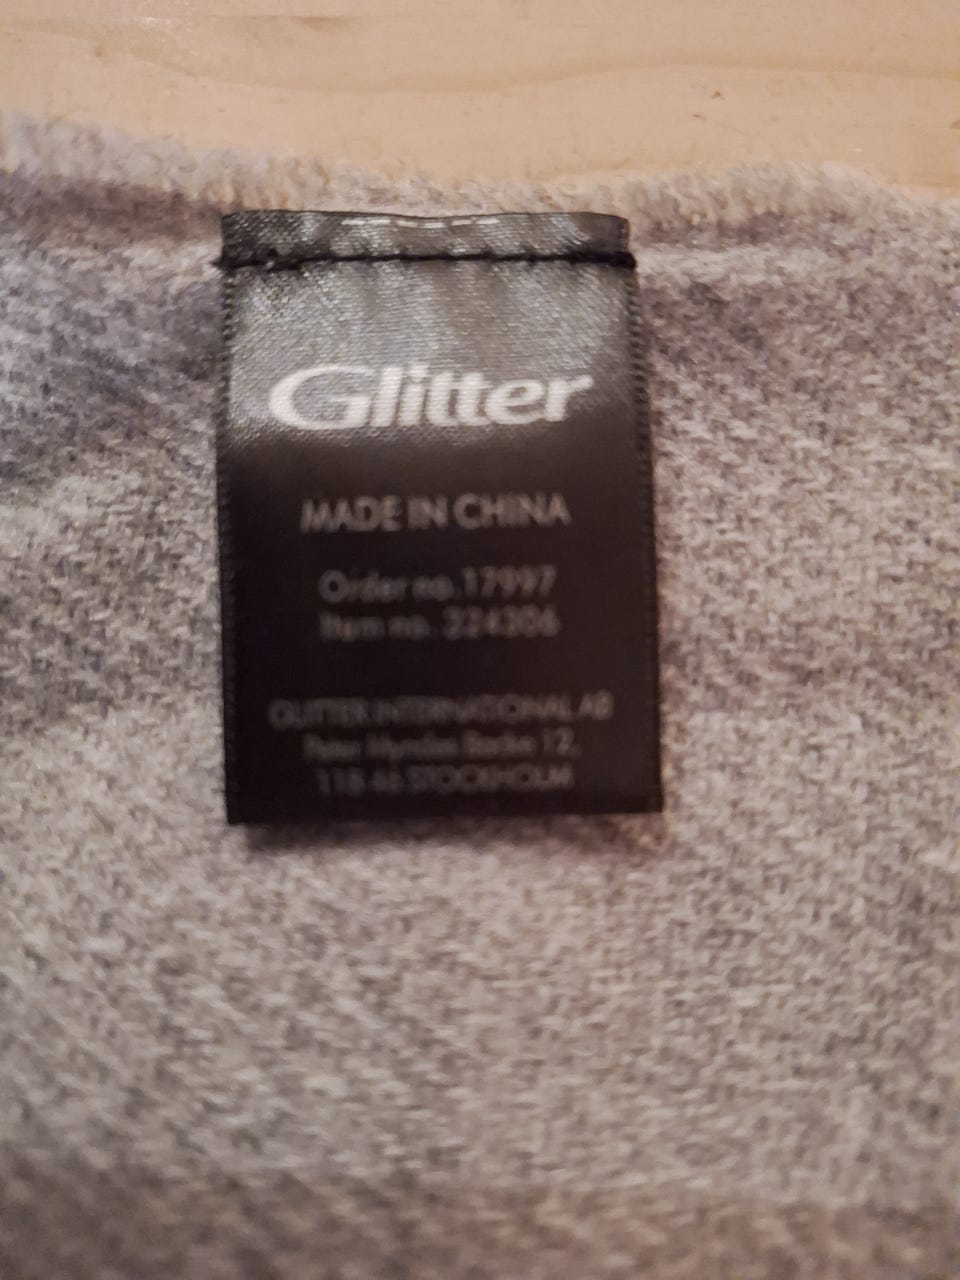 Glitter
MADE IN CHINA
Order no.17997
Item no. 224306
GLITTER INTERNATIONAL AB
Peter Myndes Backe 12,
118 46 STOCKHOLM